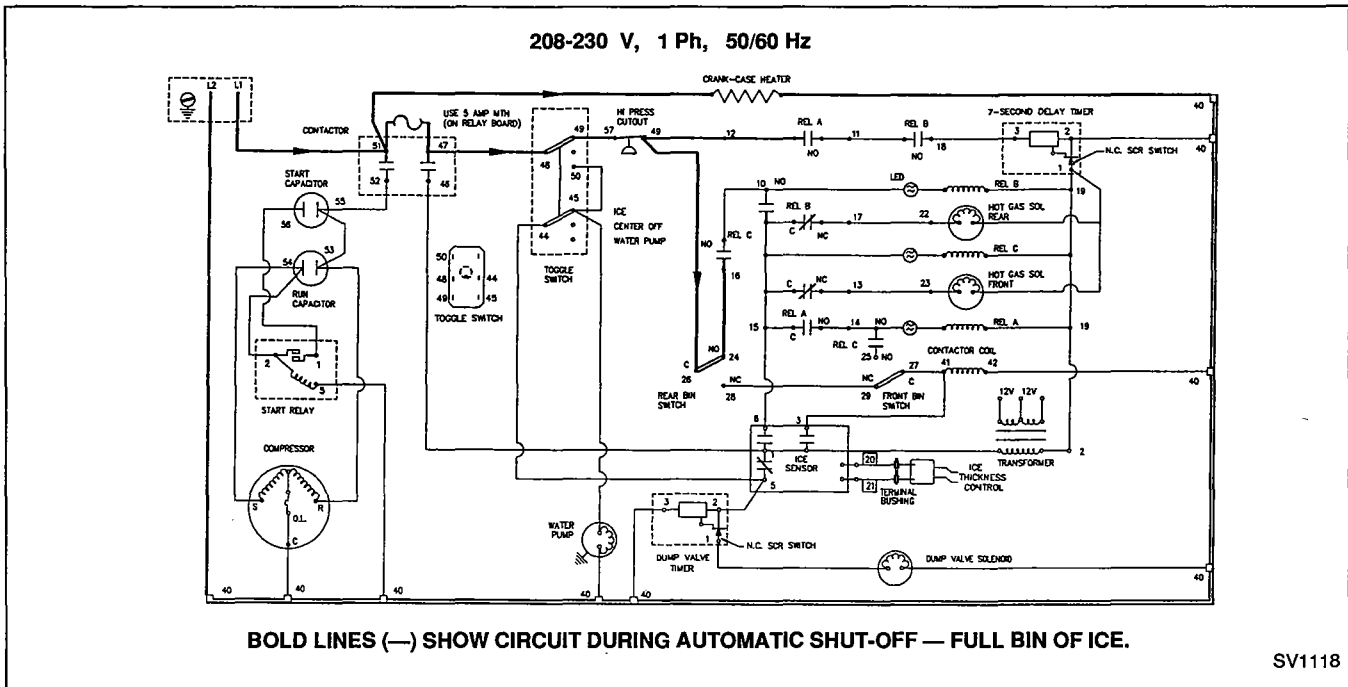 208-230 V, 1 Ph, 50/60 Hz
L2 L1
CRANK-CASE HEATER
40
USE 5 AMP MTH
(ON RELAY BOARD)
CONTACTOR
51 47
52 46
49 57
HI PRESS
CUTOUT
49 12
REL A
NO
11
REL B
NO
18
7-SECOND DELAY TIMER
3 2
1
N.C. SCR SWITCH
40
48
50
45
44
ICE
CENTER OFF
WATER PUMP
TOGGLE
SWITCH
START
CAPACITOR
55
56
53
54
RUN
CAPACITOR
50
48 44
49 45
TOGGLE SWITCH
10 NO
LED
REL B
19
REL B
C NC
17 22
HOT GAS SOL
REAR
NO
REL C
16
REL C
C NC
13 23
HOT GAS SOL
FRONT
15
REL A
C NO
14 NO
REL A
19
REL C
25 NO
2 1
5
START RELAY
NO
24
C
26
REAR BIN
SWITCH
NC
28
NC
29
27
C
FRONT BIN
SWITCH
CONTACTOR COIL
41 42
40
12V 12V
TRANSFORMER
2
6 3
ICE
SENSOR
5
20
21
TERMINAL
BUSHING
ICE
THICKNESS
CONTROL
COMPRESSOR
S R
O.L.
C
WATER
PUMP
3 2
1
N.C. SCR SWITCH
DUMP VALVE
TIMER
DUMP VALVE SOLENOID
40
40 40 40 40 40
BOLD LINES (—) SHOW CIRCUIT DURING AUTOMATIC SHUT-OFF — FULL BIN OF ICE.
SV1118